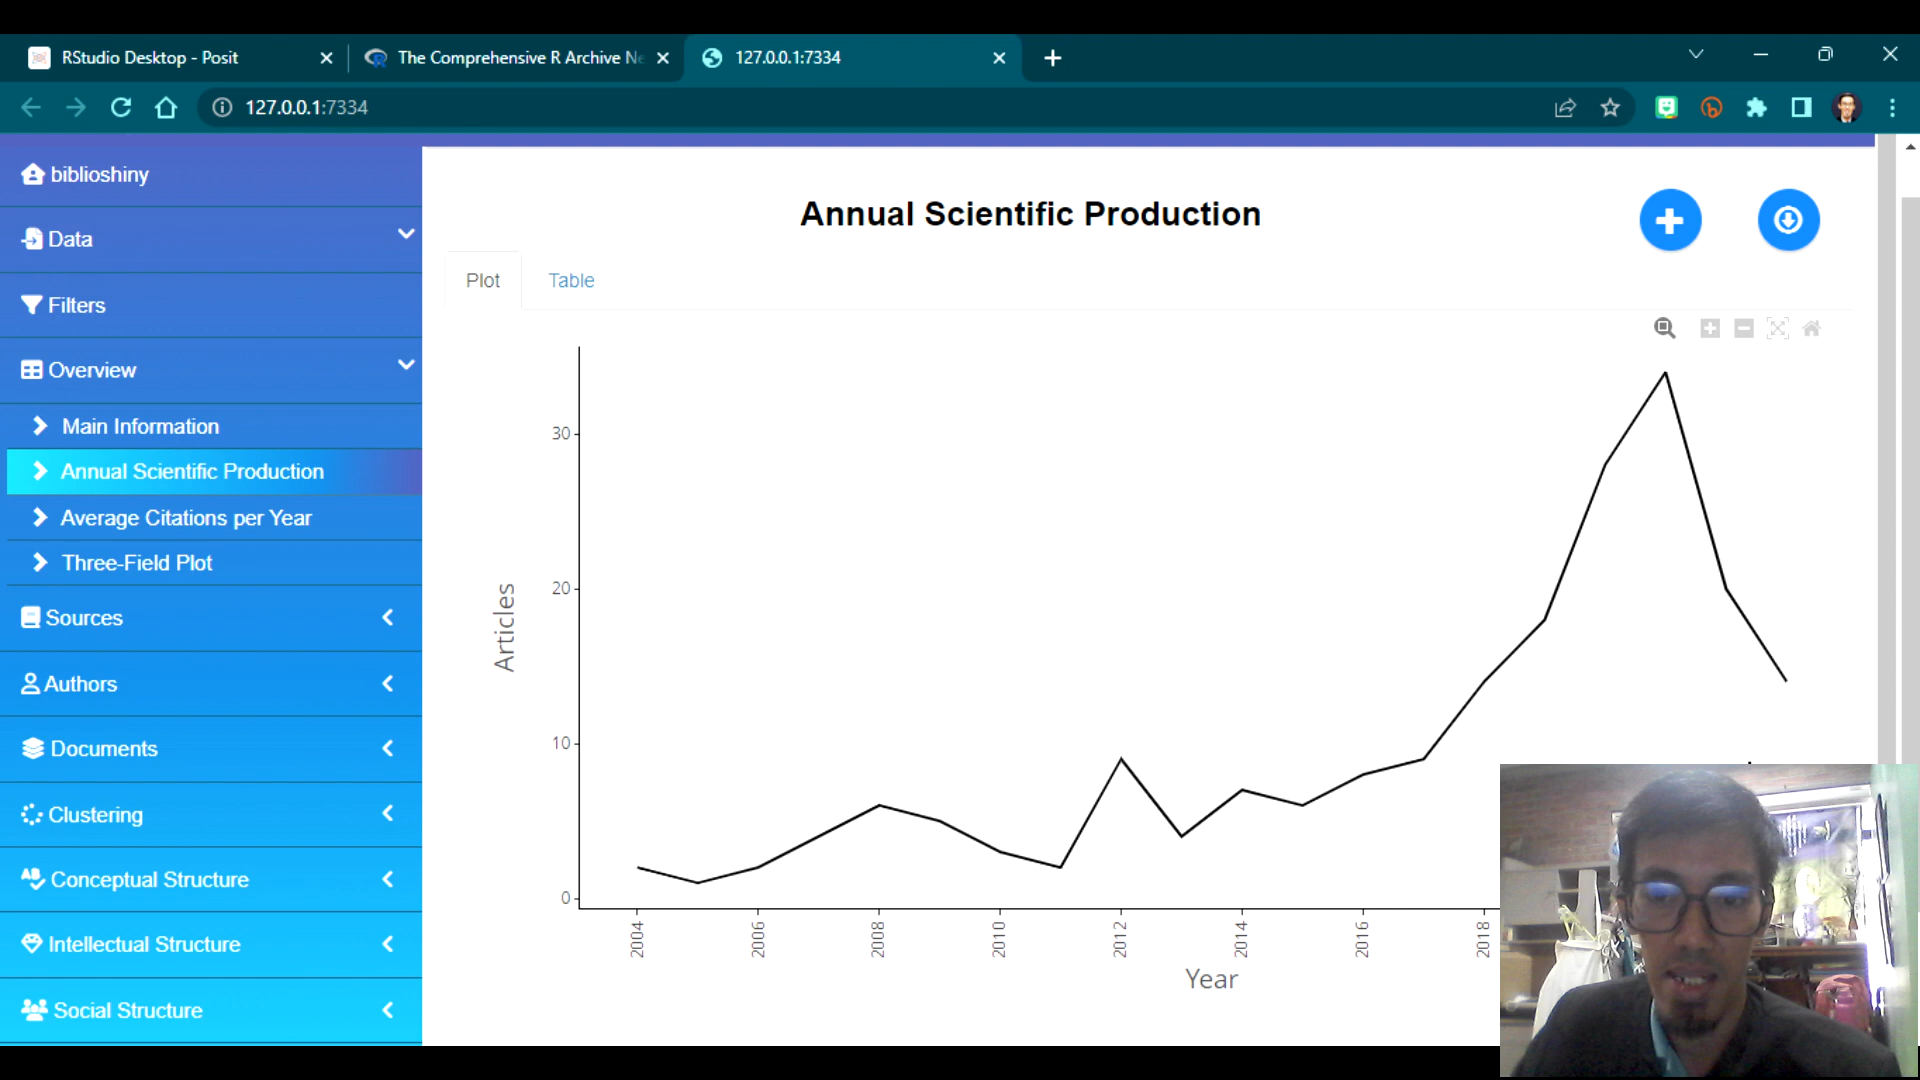 RStudio Desktop - Posit
The Comprehensive R Archive Ne
127.0.0.1:7334
127.0.0.1:7334
biblioshiny
Data
Filters
Overview
Main Information
Annual Scientific Production
Average Citations per Year
Three-Field Plot
Sources
Authors
Documents
Clustering
Conceptual Structure
Intellectual Structure
Social Structure
Annual Scientific Production
Plot
Table
30
20
10
0
Articles
2004
2006
2008
2010
2012
2014
2016
2018
Year